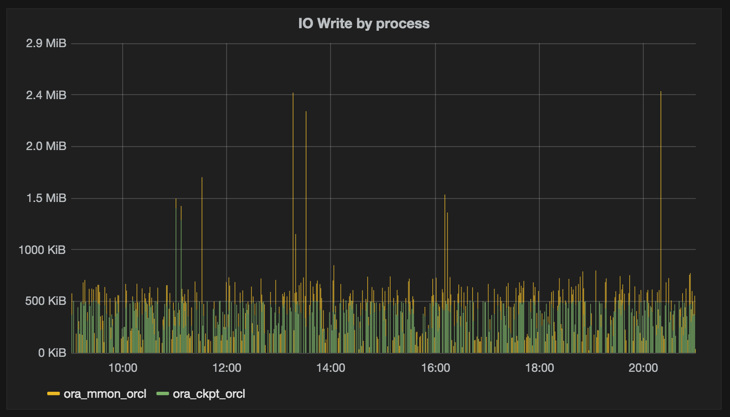 IO Write by process
2.9 MiB
2.4 MiB
2.0 MiB
1.5 MiB
1000 KiB
500 KiB
0 KiB
10:00 12:00 14:00 16:00 18:00 20:00
ora_mmon_orcl ora_ckpt_orcl